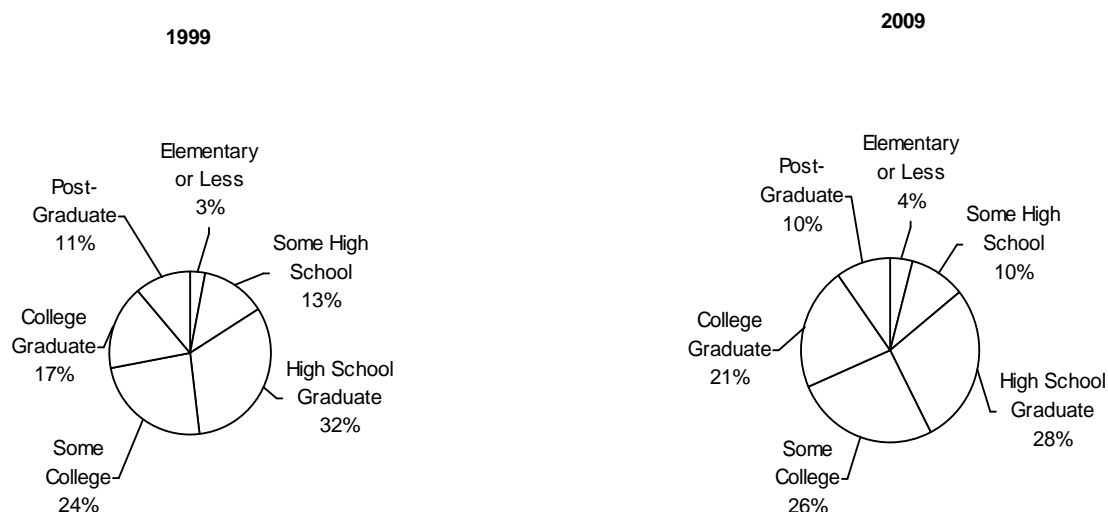 1999
Elementary
or Less
3%
Some High
School
13%
High School
Graduate
32%
Some
College
24%
College
Graduate
17%
Post-
Graduate
11%
2009
Elementary
or Less
4%
Some High
School
10%
High School
Graduate
28%
Some
College
26%
College
Graduate
21%
Post-
Graduate
10%